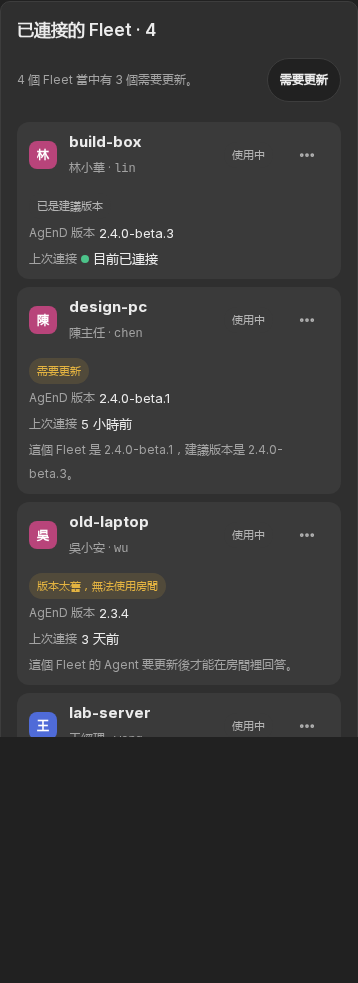 已連接的 Fleet · 4
4 個 Fleet 當中有 3 個需要更新。
需要更新
林
build-box
林小華 · lin
使用中
已是建議版本
AgEnD 版本 2.4.0-beta.3
上次連接 目前已連接
陳
design-pc
陳主任 · chen
使用中
需要更新
AgEnD 版本 2.4.0-beta.1
上次連接 5 小時前
這個 Fleet 是 2.4.0-beta.1，建議版本是 2.4.0-
beta.3。
吳
old-laptop
吳小安 · wu
使用中
版本太舊，無法使用房間
AgEnD 版本 2.3.4
上次連接 3 天前
這個 Fleet 的 Agent 要更新後才能在房間裡回答。
王
lab-server
使用中